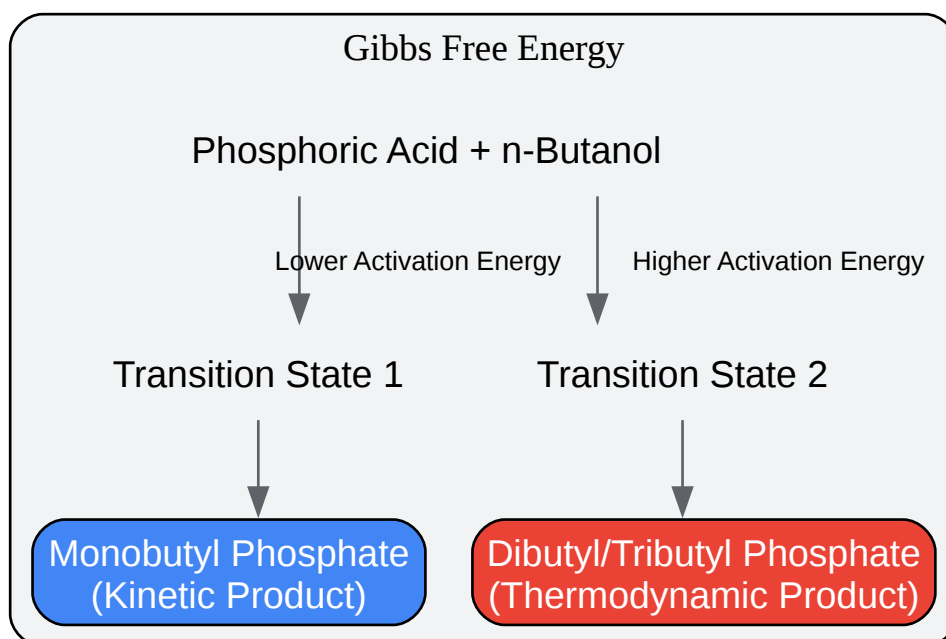 Gibbs Free Energy
Phosphoric Acid + n-Butanol
Lower Activation Energy
Higher Activation Energy
Transition State 1
Transition State 2
Monobutyl Phosphate
(Kinetic Product)
Dibutyl/Tributyl Phosphate
(Thermodynamic Product)